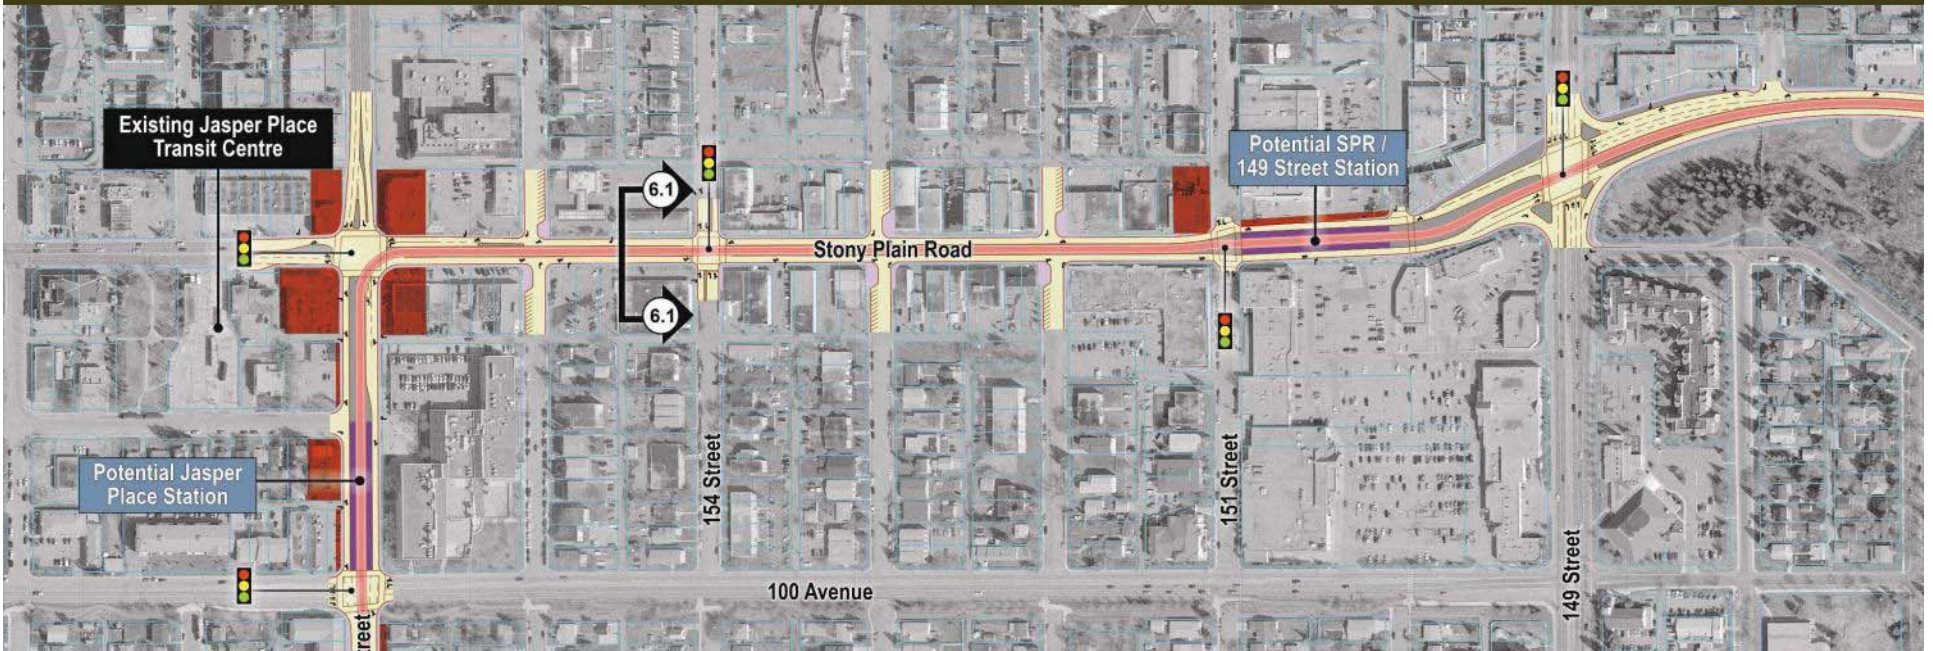 Existing Jasper Place
Transit Centre
6.1
Potential SPR /
149 Street Station
Stony Plain Road
6.1
Potential Jasper
Place Station
154 Street
151 Street
149 Street
100 Avenue